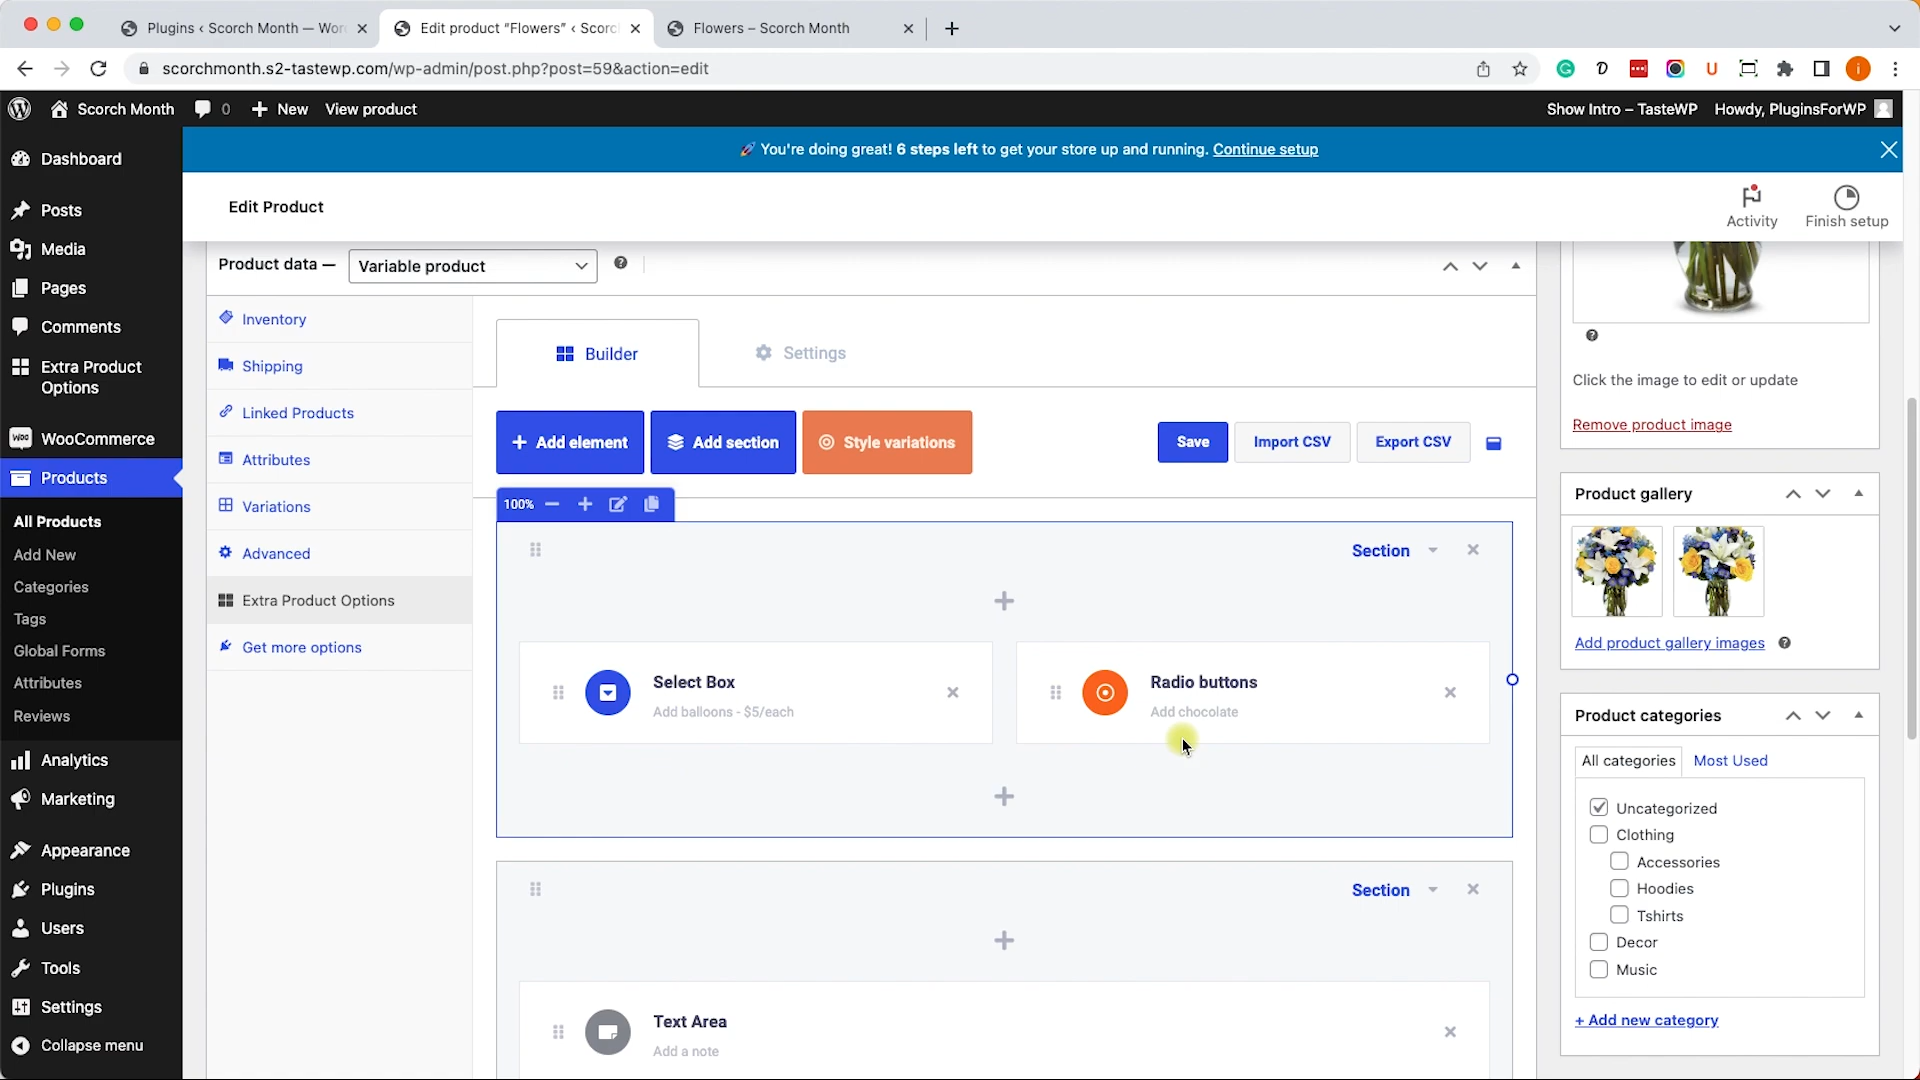 Plugins ‹ Scorch Month — Wor
Edit product "Flowers" ‹ Scorc
Flowers – Scorch Month
scorchmonth.s2-tastewp.com/wp-admin/post.php?post=59&action=edit
Scorch Month
0
New
View product
Show Intro – TasteWP
Howdy, PluginsForWP
🚀 You're doing great! 6 steps left to get your store up and running. Continue setup
Edit Product
Activity
Finish setup
Dashboard
Posts
Media
Pages
Comments
Extra Product
Options
WooCommerce
Products
All Products
Add New
Categories
Tags
Global Forms
Attributes
Reviews
Analytics
Marketing
Appearance
Plugins
Users
Tools
Settings
Collapse menu
Product data —
Variable product
Inventory
Shipping
Linked Products
Attributes
Variations
Advanced
Extra Product Options
Get more options
Builder
Settings
+ Add element
Add section
Style variations
Save
Import CSV
Export CSV
100%
Section
Select Box
Add balloons - $5/each
Radio buttons
Add chocolate
Section
Text Area
Add a note
Click the image to edit or update
Remove product image
Product gallery
Add product gallery images
Product categories
All categories
Most Used
Uncategorized
Clothing
Accessories
Hoodies
Tshirts
Decor
Music
+ Add new category